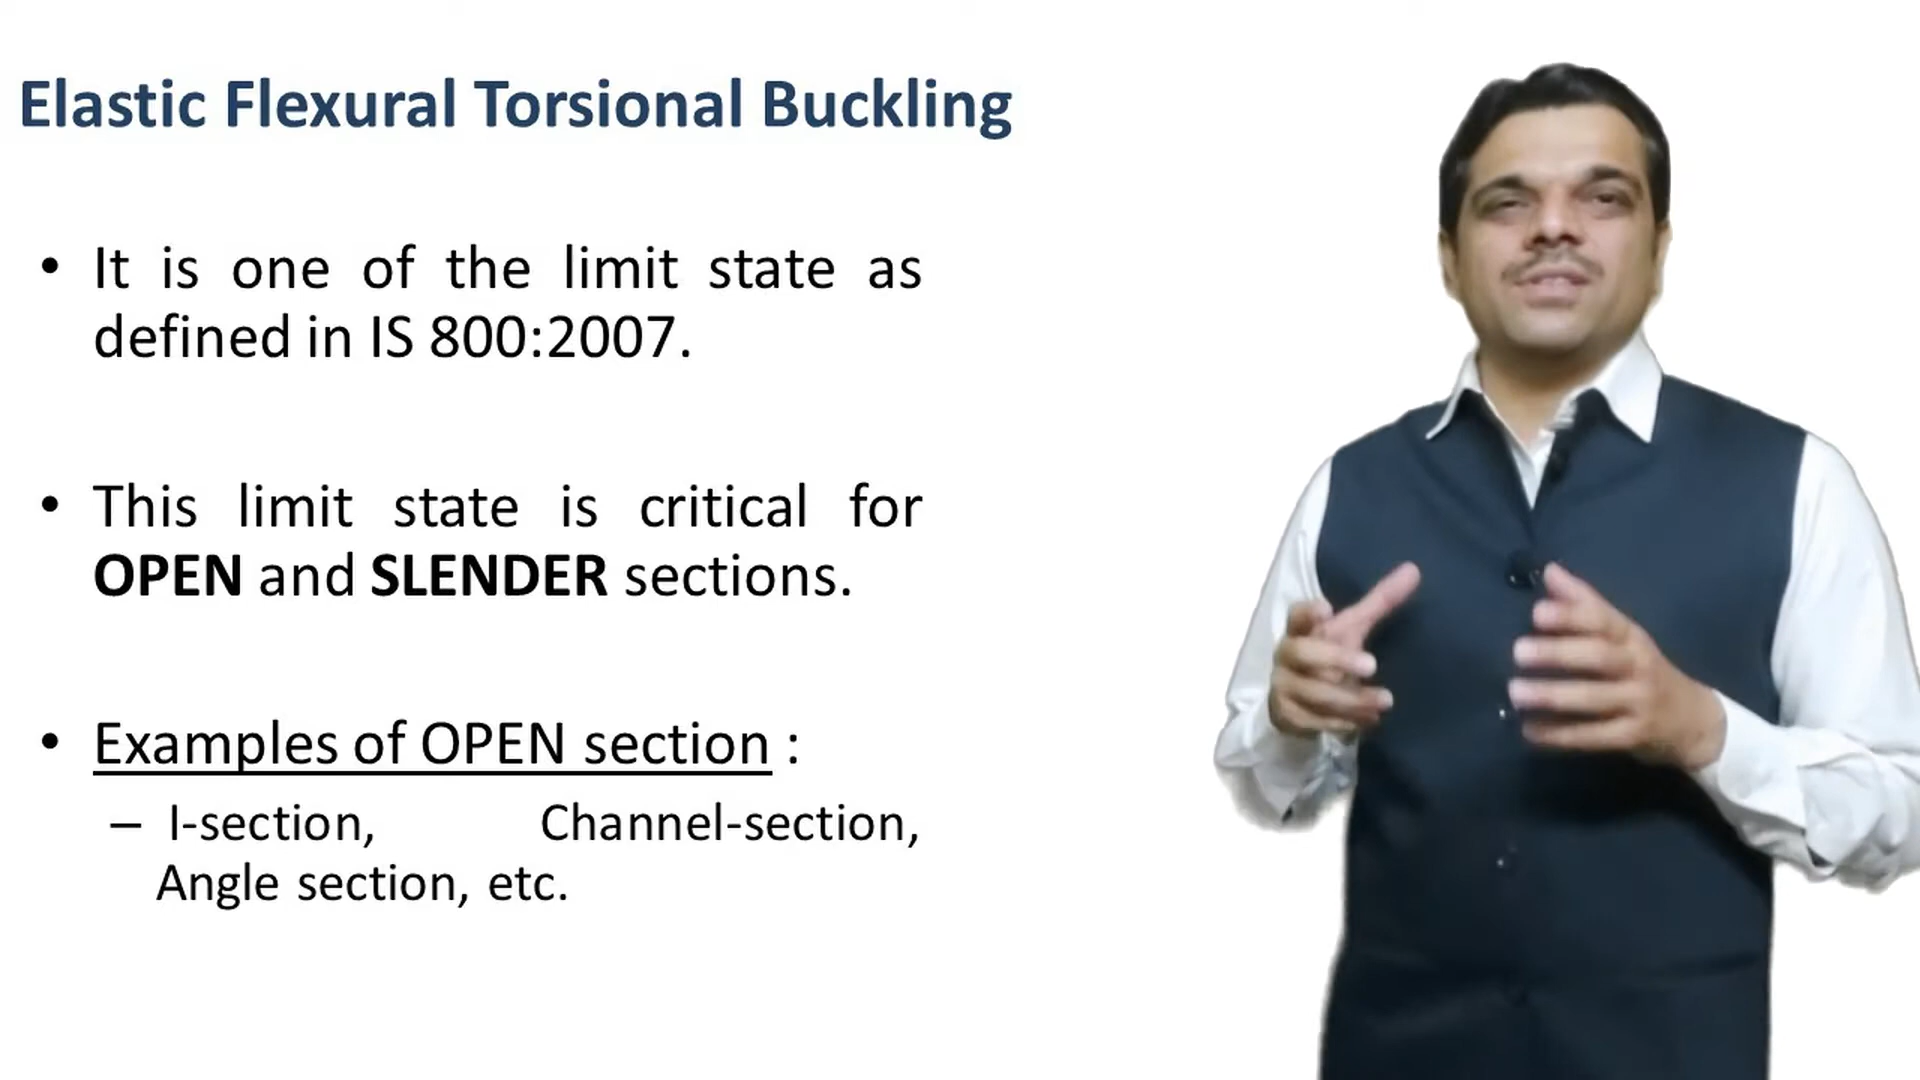 Elastic Flexural Torsional Buckling
• It is one of the limit state as
defined in IS 800:2007.
• This limit state is critical for
OPEN and SLENDER sections.
• Examples of OPEN section :
– I-section, Channel-section,
Angle section, etc.